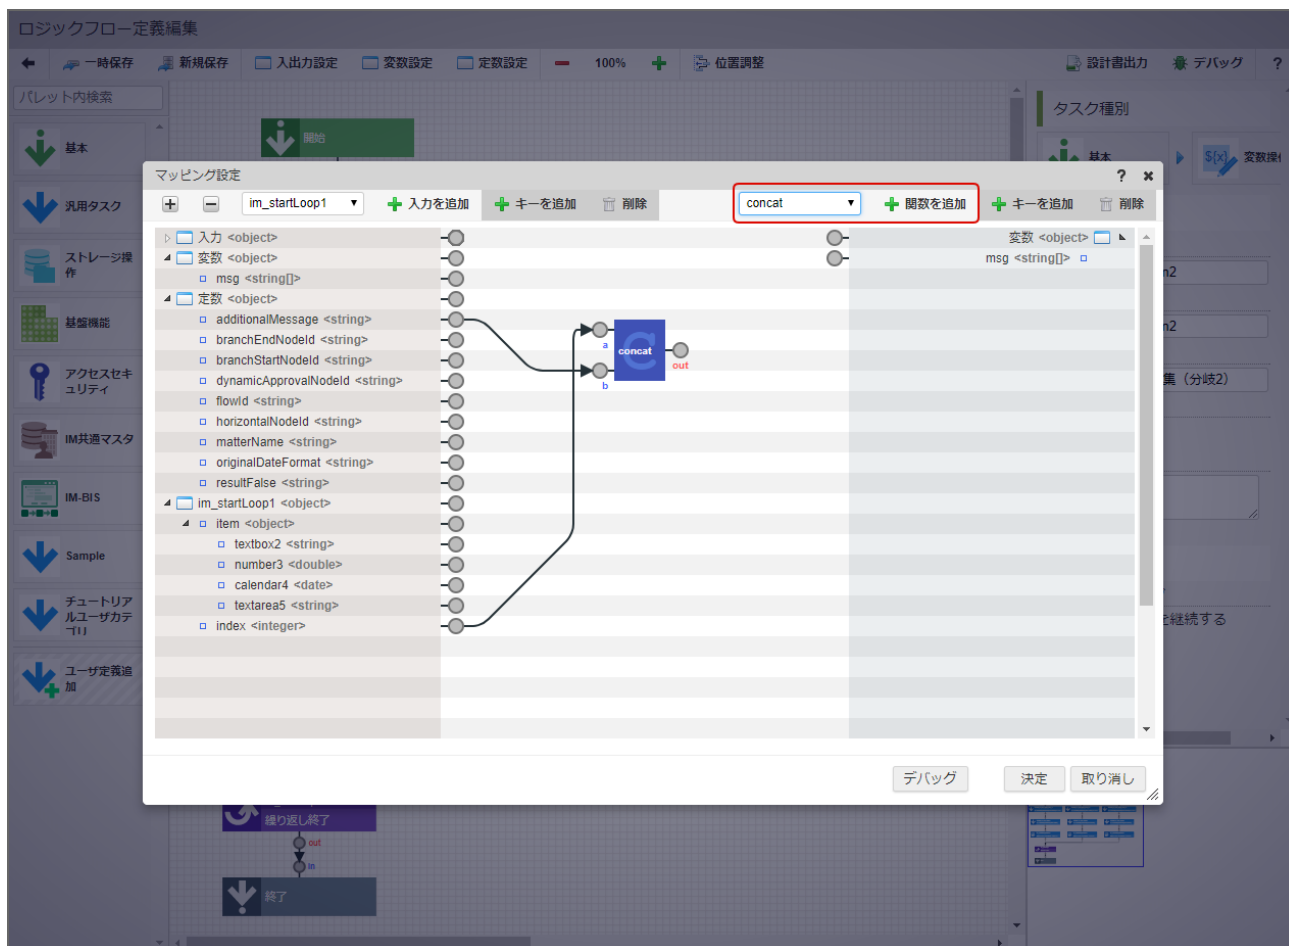 ロジックフロー定義編集
一時保存 新規保存 入出力設定 変数設定 定数設定 100% 位置調整 設計書出力 デバッグ ?
パレット内検索
基本
汎用タスク
ストレージ操
作
基盤機能
アクセスセキ
ュリティ
IM共通マスタ
IM-BIS
Sample
チュートリア
ルユーザカテ
ゴリ
ユーザ定義追
加
開始
タスク種別
基本
${x}
変数操作
マッピング設定 ?
im_startLoop1 入力を追加 キーを追加 削除 concat 関数を追加 キーを追加 削除
入力 <object>
変数 <object>
msg <string[]>
定数 <object>
additionalMessage <string>
branchEndNodeId <string>
branchStartNodeId <string>
dynamicApprovalNodeId <string>
flowId <string>
horizontalNodeId <string>
matterName <string>
originalDateFormat <string>
resultFalse <string>
im_startLoop1 <object>
item <object>
textbox2 <string>
number3 <double>
calendar4 <date>
textarea5 <string>
index <integer>
a
concat
out
b
変数 <object>
msg <string[]>
n2
n2
集（分岐2）
を継続する
デバッグ 決定 取り消し
繰り返し終了
out
in
終了